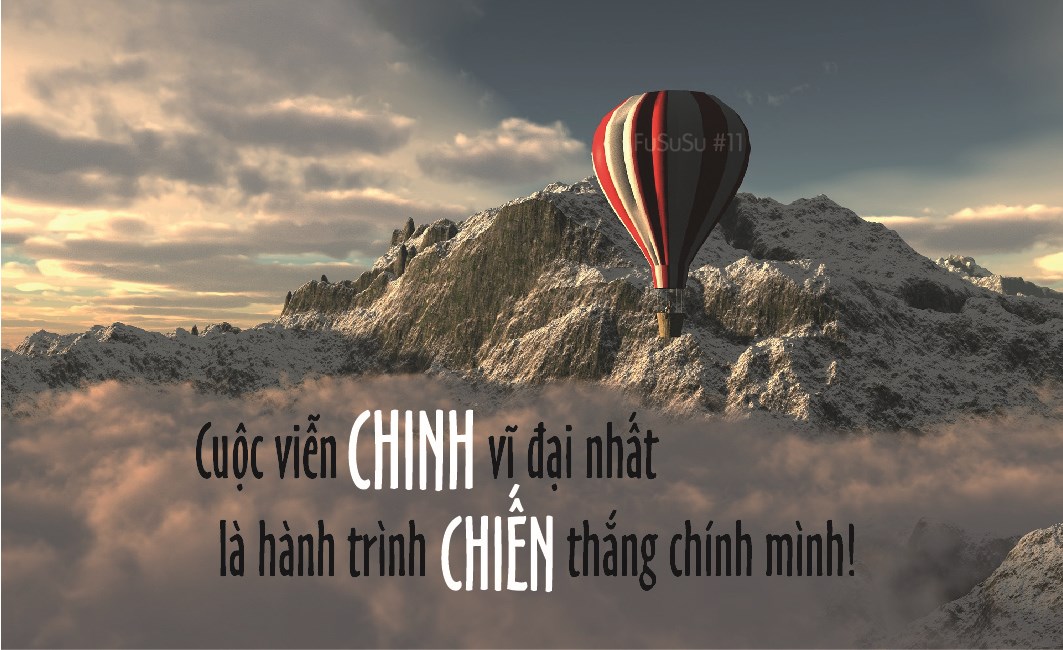 FuSuSu #11
Cuộc viễn CHINH vĩ đại nhất
là hành trình CHIẾN thắng chính mình!